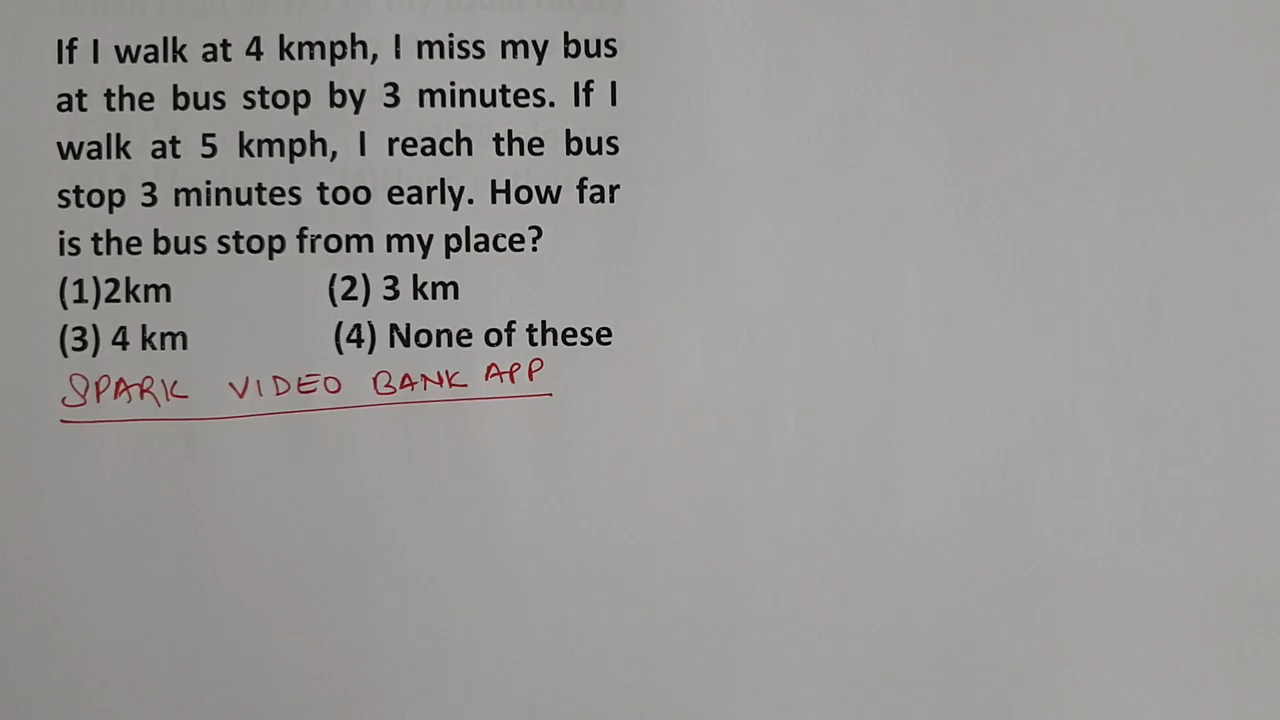 If I walk at 4 kmph, I miss my bus
at the bus stop by 3 minutes. If I
walk at 5 kmph, I reach the bus
stop 3 minutes too early. How far
is the bus stop from my place?
(1)2km (2) 3 km
(3) 4 km (4) None of these
SPARK VIDEO BANK APP